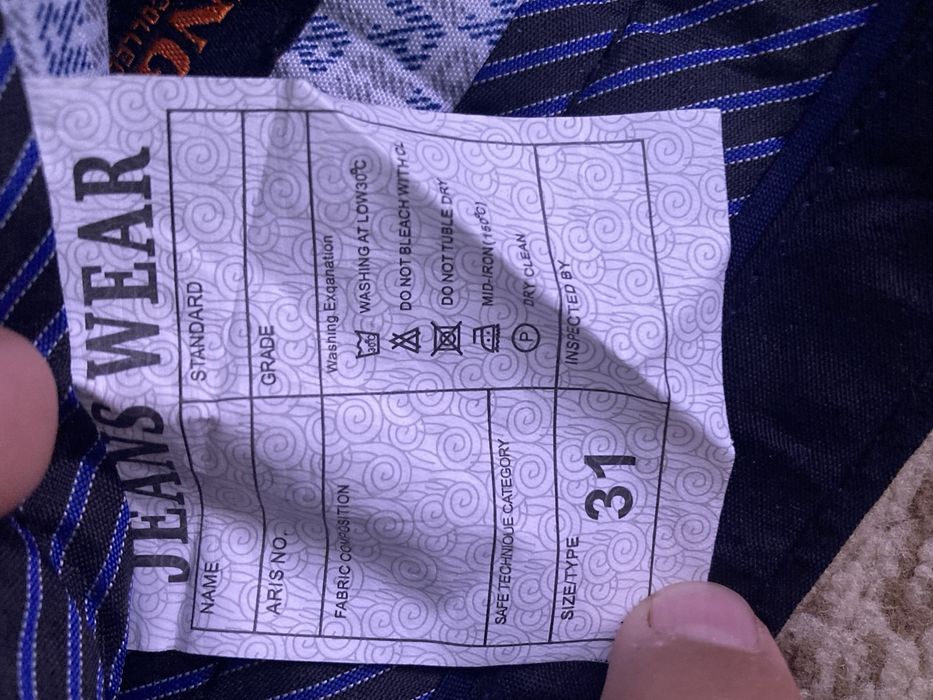 JEANS WEAR
NAME
STANDARD
ARIS NO.
GRADE
FABRIC COMPOSITION
Washing Exqanation
30℃ WASHING AT LOW30℃
DO NOT BLEACH WITH CL
DO NOT TUBLE DRY
MID-IRON(150℃)
P DRY CLEAN
SAFE TECHNIQUE CATEGORY
SIZE/TYPE
31
INSPECTED BY